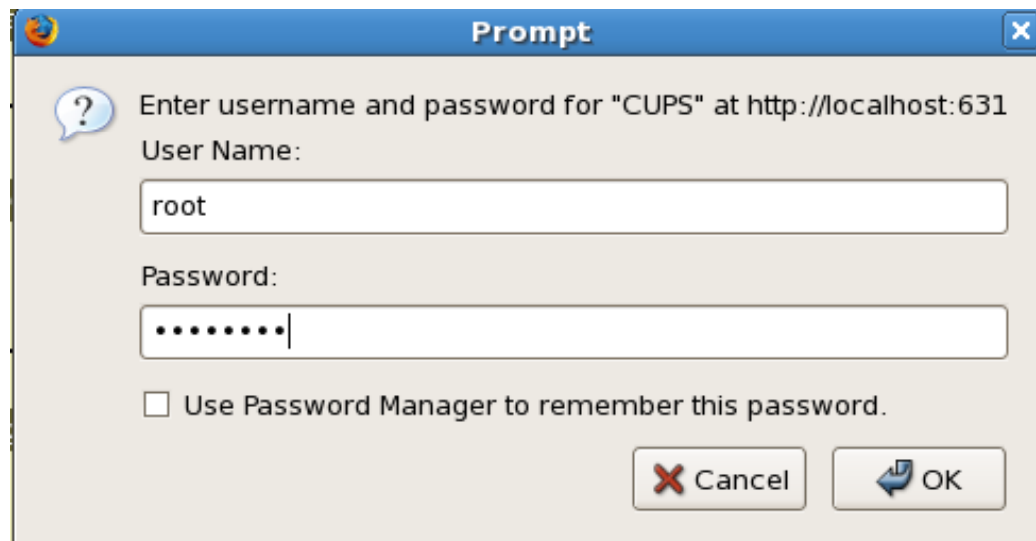 Prompt
Enter username and password for "CUPS" at http://localhost:631
User Name:
root
Password:
••••••••
Use Password Manager to remember this password.
Cancel
OK